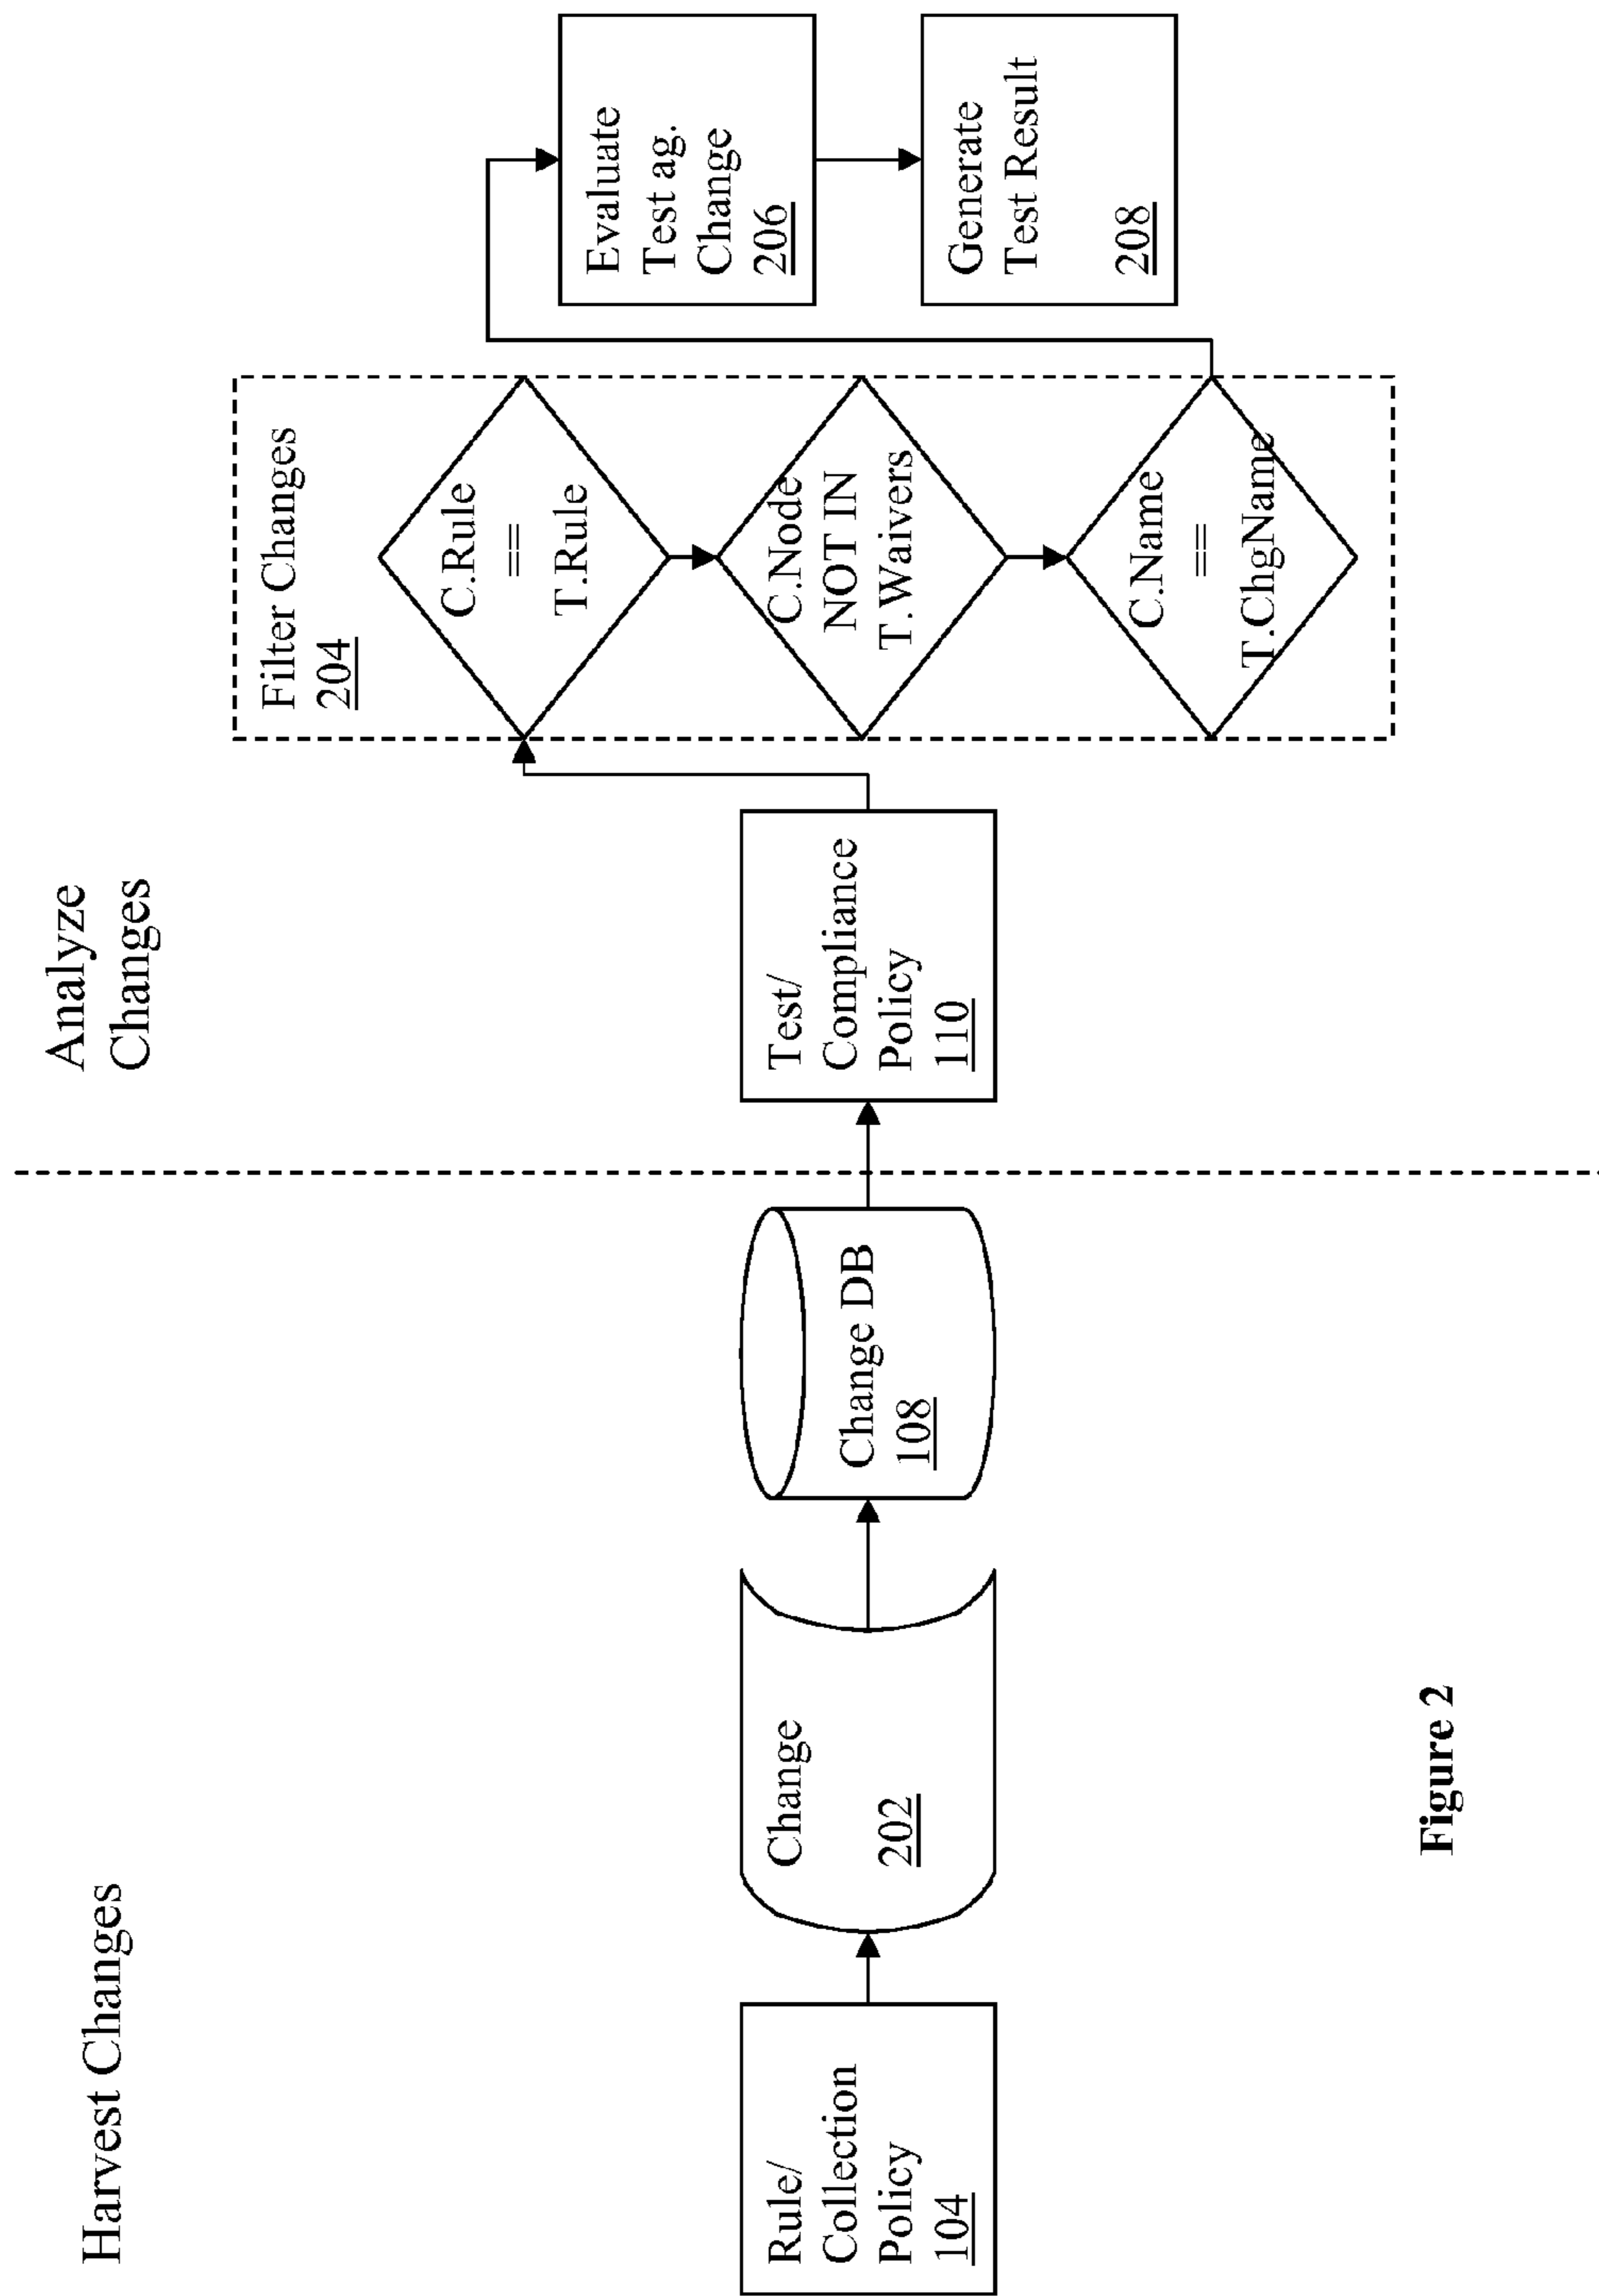 Harvest Changes
Analyze
Changes
Rule/
Collection
Policy
104
Change
202
Change DB
108
Test/
Compliance
Policy
110
Filter Changes
204
C.Rule
==
T.Rule
C.Node
NOT IN
T.Waivers
C.Name
==
T.ChgName
Evaluate
Test ag.
Change
206
Generate
Test Result
208
Figure 2